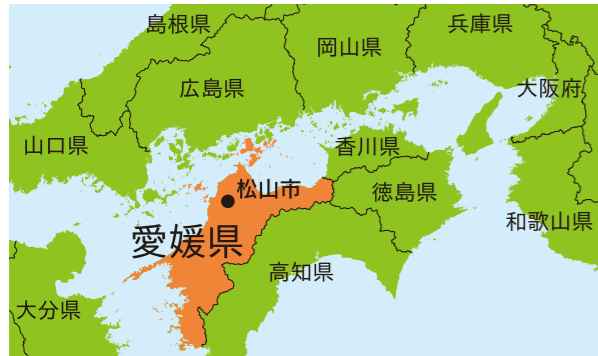 島根県
兵庫県
岡山県
広島県
大阪府
山口県
香川県
松山市
徳島県
和歌山県
愛媛県
高知県
大分県